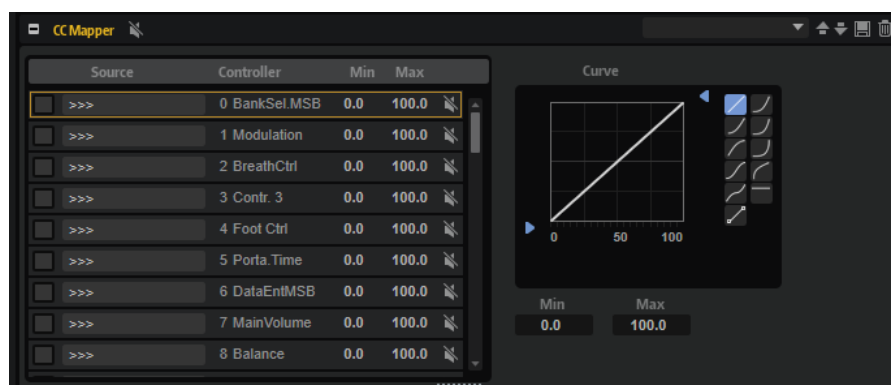 CC Mapper
Source Controller Min Max
>>> 0 BankSel.MSB 0.0 100.0
>>> 1 Modulation 0.0 100.0
>>> 2 BreathCtrl 0.0 100.0
>>> 3 Contr. 3 0.0 100.0
>>> 4 Foot Ctrl 0.0 100.0
>>> 5 Porta.Time 0.0 100.0
>>> 6 DataEntMSB 0.0 100.0
>>> 7 MainVolume 0.0 100.0
>>> 8 Balance 0.0 100.0
Curve
0 50 100
Min Max
0.0 100.0